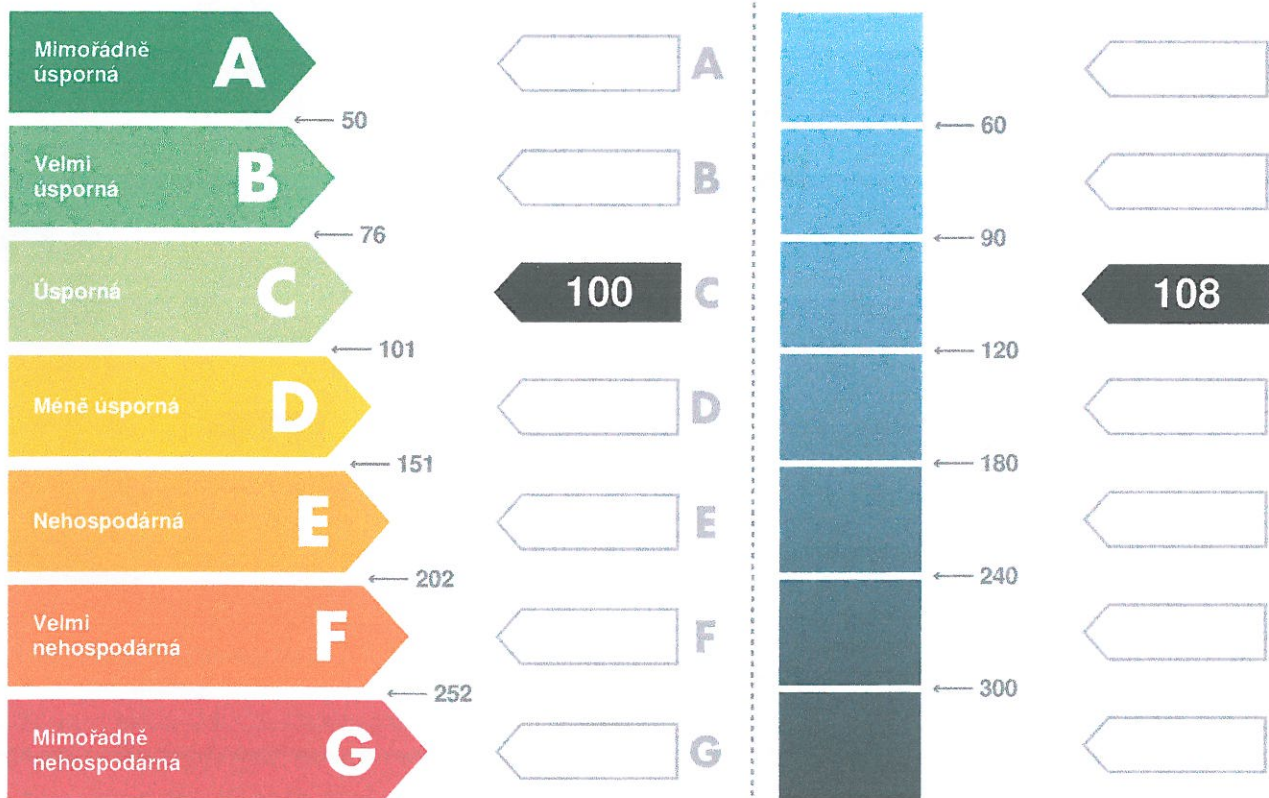 Mimořádně
úsporná
A
A
50
60
Velmi
úsporná
B
B
76
90
Úsporná
C
100
C
108
101
120
Méně úsporná
D
D
151
180
Nehospodárná
E
E
202
240
Velmi
nehospodárná
F
F
252
300
Mimořádně
nehospodárná
G
G